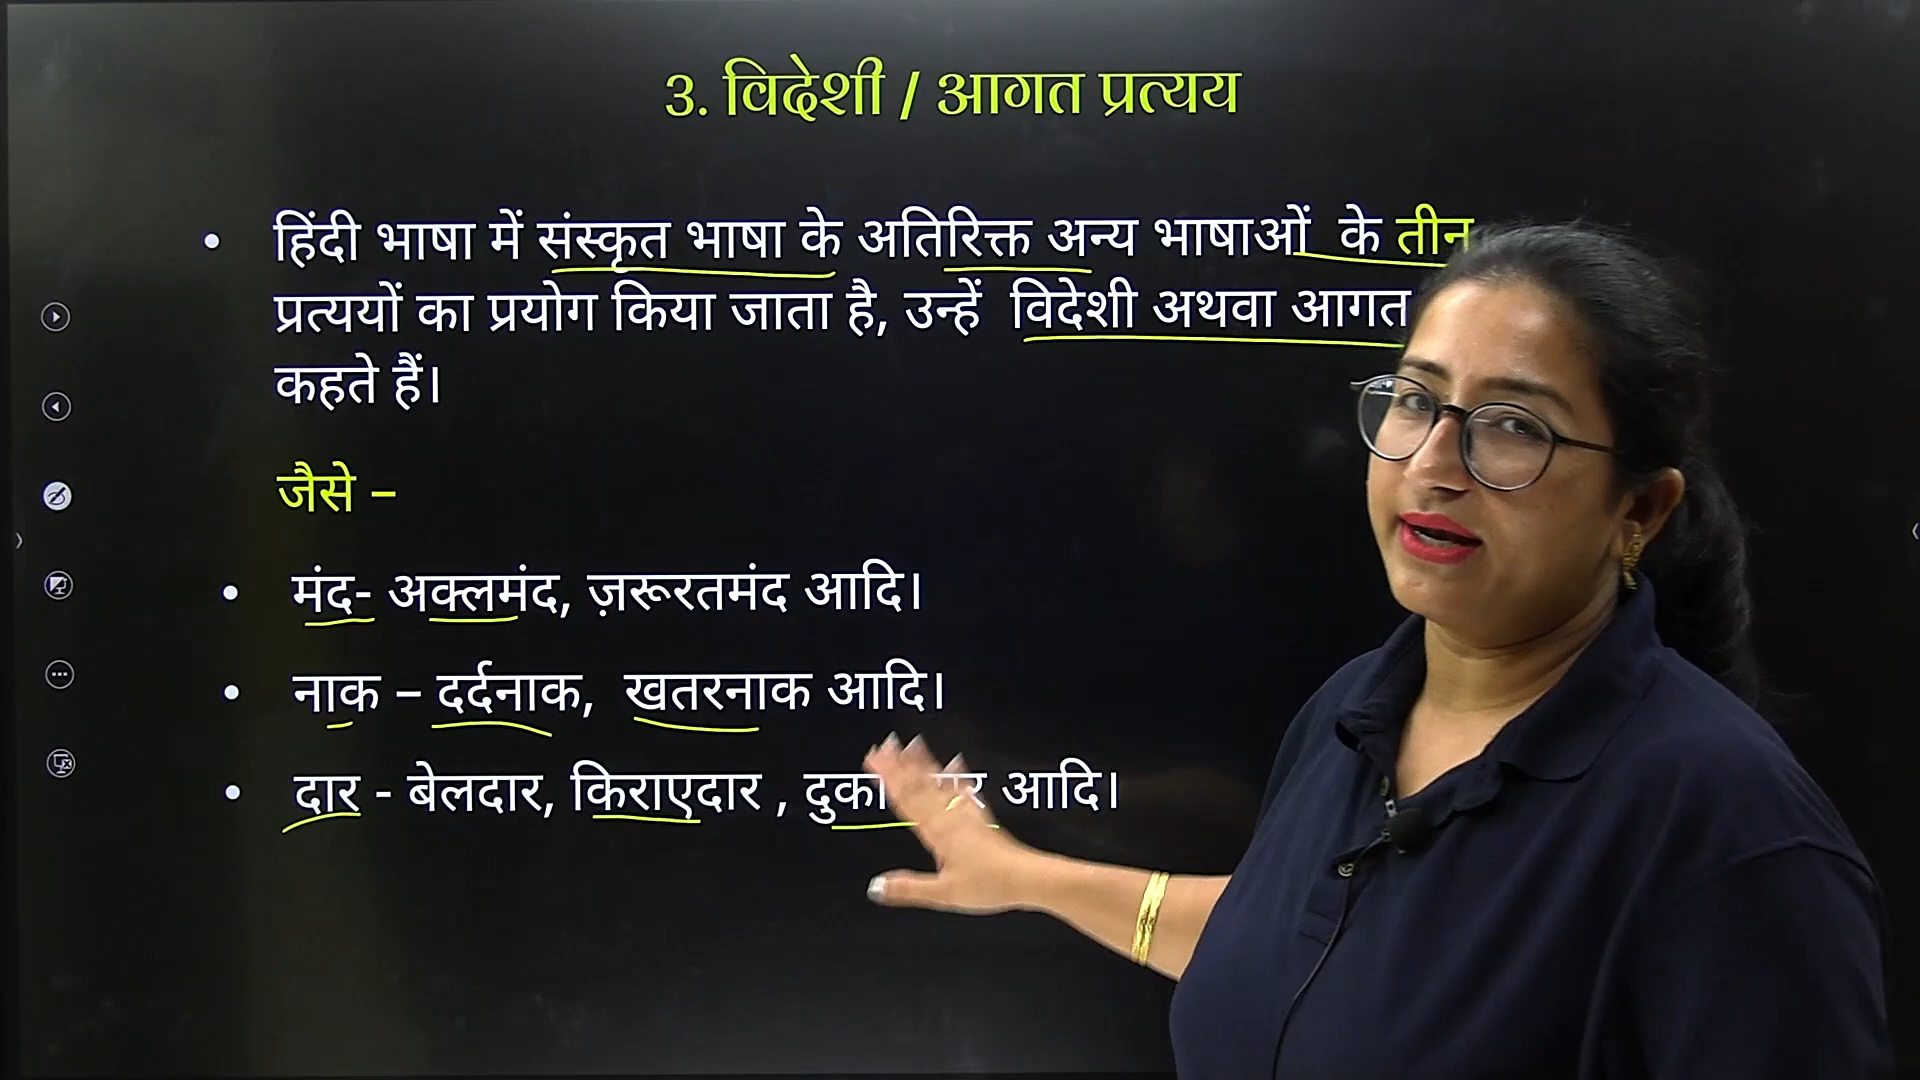 3. विदेशी / आगत प्रत्यय
• हिंदी भाषा में संस्कृत भाषा के अतिरिक्त अन्य भाषाओं के तीन
प्रत्ययों का प्रयोग किया जाता है, उन्हें विदेशी अथवा आगत
कहते हैं।
जैसे –
• मंद- अक्लमंद, ज़रूरतमंद आदि।
• नाक – दर्दनाक, खतरनाक आदि।
• दार - बेलदार, किराएदार , आदि।